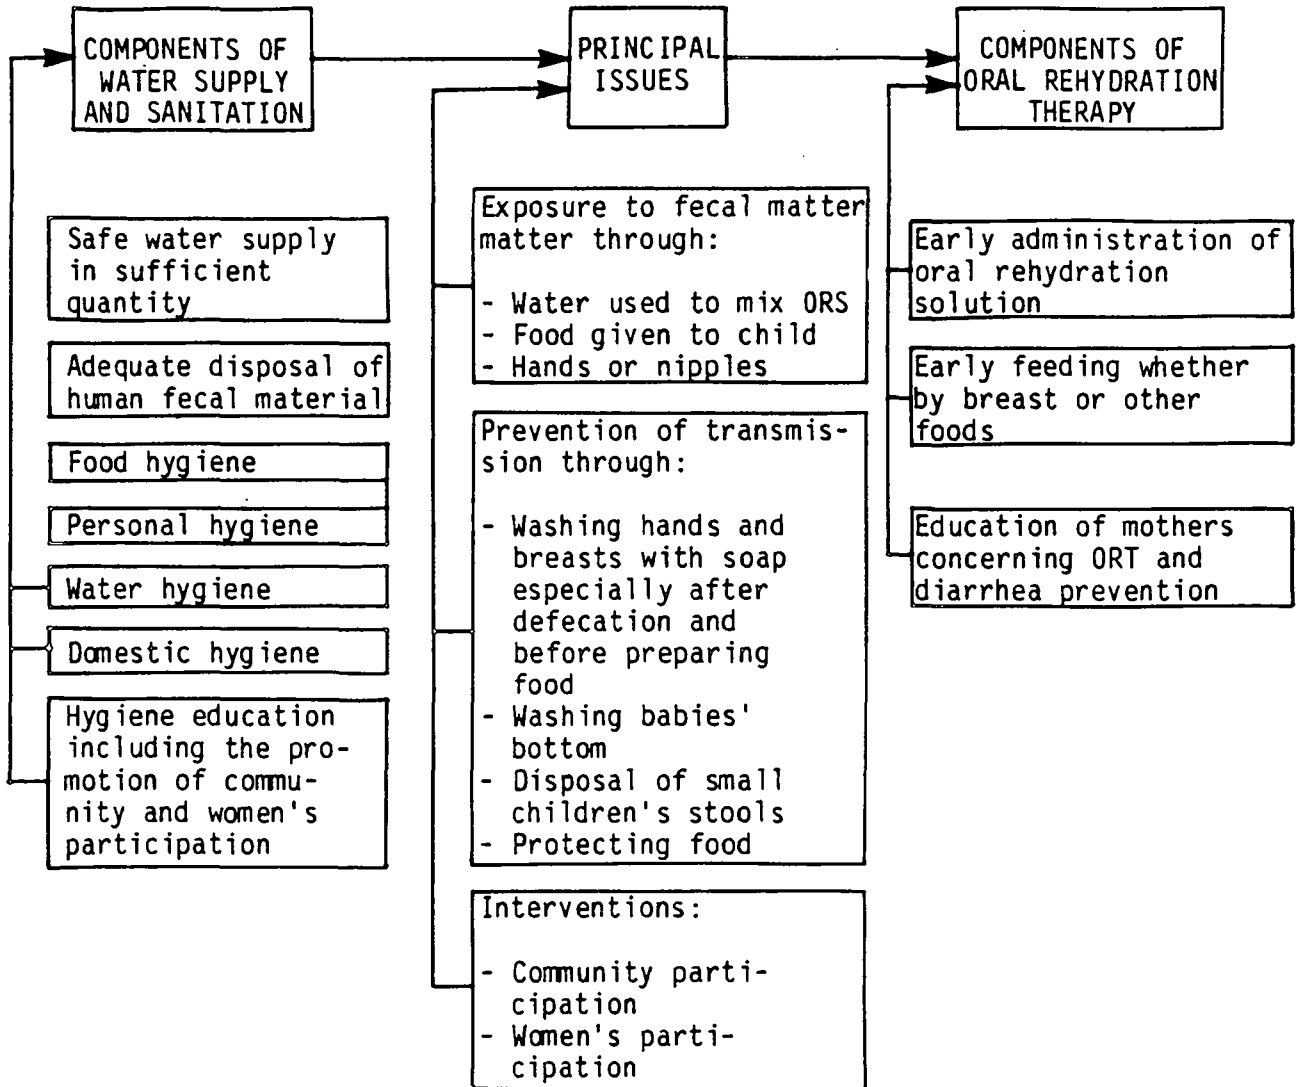 COMPONENTS OF
WATER SUPPLY
AND SANITATION
PRINCIPAL
ISSUES
COMPONENTS OF
ORAL REHYDRATION
THERAPY
Safe water supply
in sufficient
quantity
Adequate disposal of
human fecal material
Food hygiene
Personal hygiene
Water hygiene
Domestic hygiene
Hygiene education
including the pro-
motion of commu-
nity and women's
participation
Exposure to fecal matter
matter through:
- Water used to mix ORS
- Food given to child
- Hands or nipples
Prevention of transmis-
sion through:
- Washing hands and
breasts with soap
especially after
defecation and
before preparing
food
- Washing babies'
bottom
- Disposal of small
children's stools
- Protecting food
Interventions:
- Community parti-
cipation
- Women's parti-
cipation
Early administration of
oral rehydration
solution
Early feeding whether
by breast or other
foods
Education of mothers
concerning ORT and
diarrhea prevention